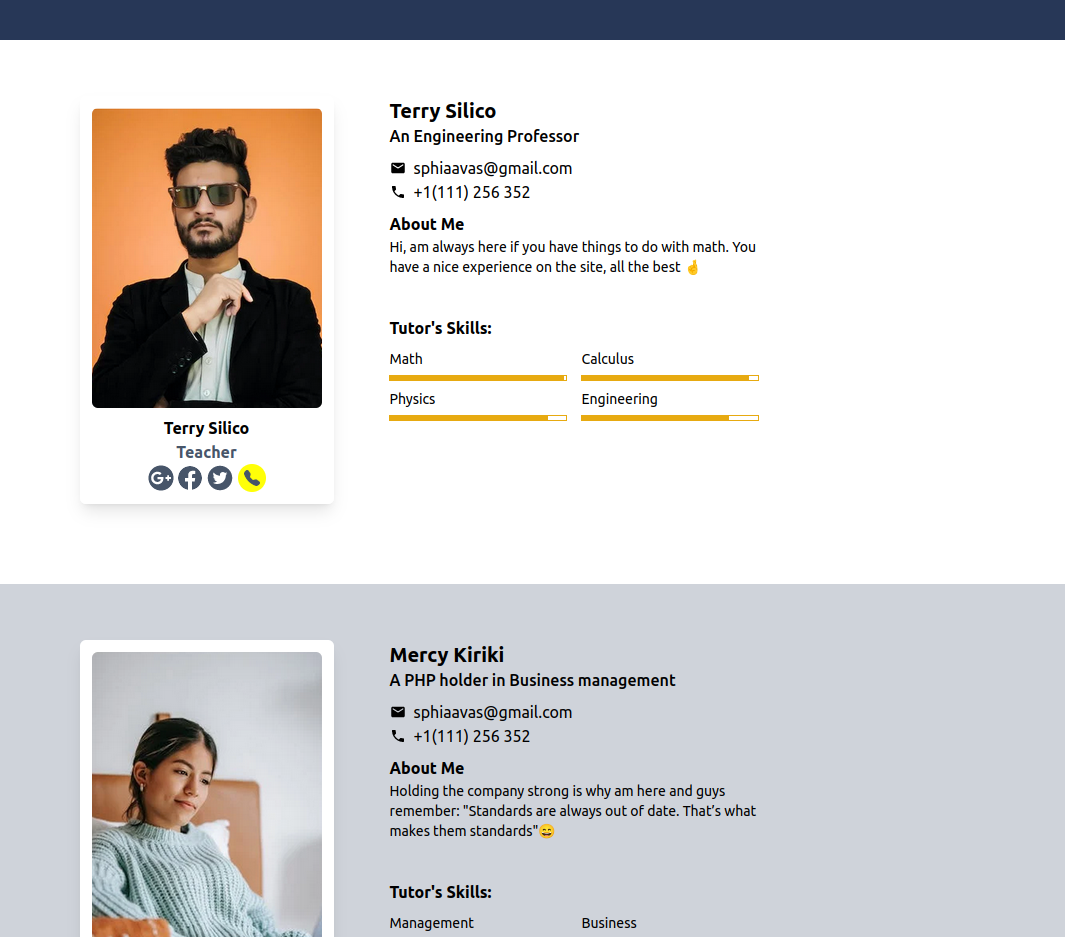 Terry Silico
An Engineering Professor
sphiaavas@gmail.com
+1(111) 256 352
About Me
Hi, am always here if you have things to do with math. You
have a nice experience on the site, all the best 🤞
Tutor's Skills:
Math
Calculus
Physics
Engineering
Terry Silico
Teacher
G+
Mercy Kiriki
A PHP holder in Business management
sphiaavas@gmail.com
+1(111) 256 352
About Me
Holding the company strong is why am here and guys
remember: "Standards are always out of date. That’s what
makes them standards"😄
Tutor's Skills:
Management
Business